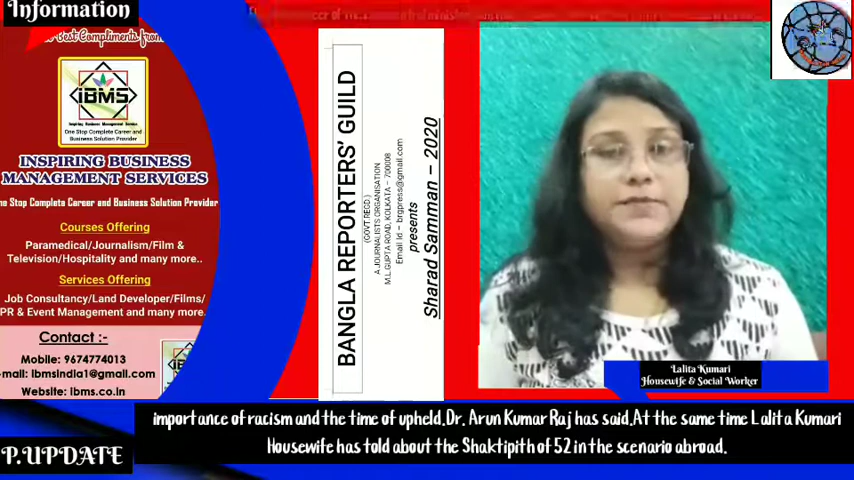 Information
Best Compliments from
iBMS
Inspiring Business Management Service
One Stop Complete Career and
Business Solution Provider
INSPIRING BUSINESS
MANAGEMENT SERVICES
One Stop Complete Career and Business Solution Provider
Courses Offering
Paramedical/Journalism/Film &
Television/Hospitality and many more..
Services Offering
Job Consultancy/Land Developer/Films/
PR & Event Management and many more.
Contact :-
Mobile: 9674774013
mail: ibmsindia1@gmail.com
Website: ibms.co.in
BANGLA REPORTERS' GUILD
(GOVT. REGD.)
A JOURNALISTS ORGANISATION
M.L.GUPTA ROAD, KOLKATA – 700008
Email Id – brgpress@gmail.com
presents
Sharad Samman – 2020
Lalita Kumari
Housewife & Social Worker
importance of racism and the time of upheld.Dr. Arun Kumar Raj has said.At the same time Lalita Kumari
Housewife has told about the Shaktipith of 52 in the scenario abroad.
P.UPDATE